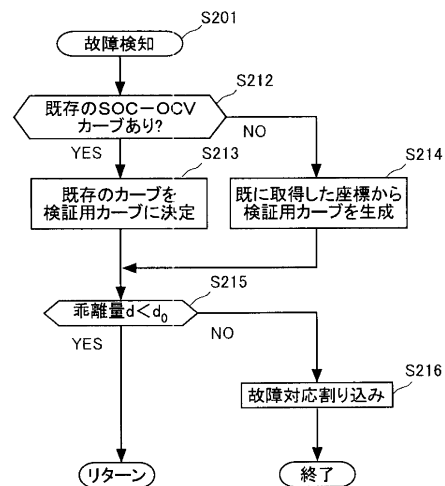 S201
故障検知
S212
既存のSOC−OCV
カーブあり?
YES
NO
S213
既存のカーブを
検証用カーブに決定
S214
既に取得した座標から
検証用カーブを生成
S215
乖離量d<d₀
YES
NO
S216
故障対応割り込み
リターン
終了